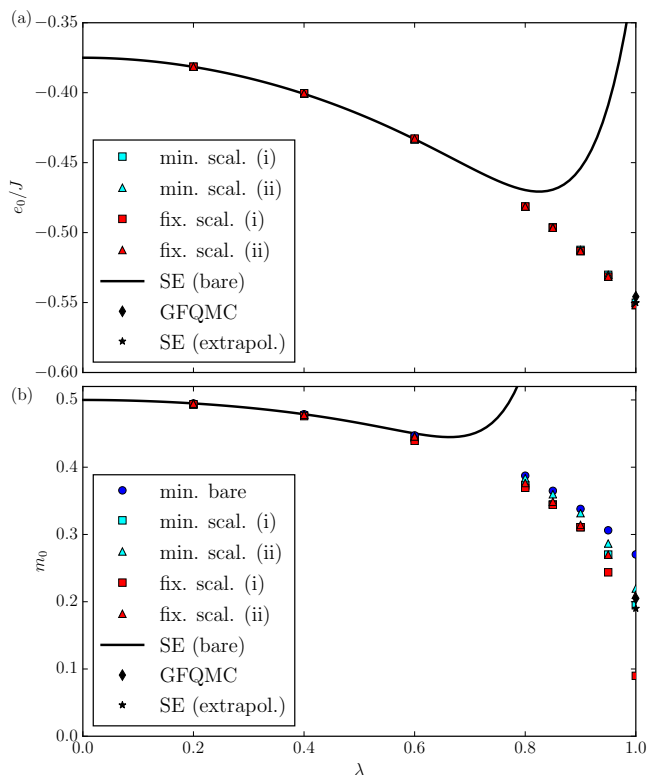 (a)
−0.35
−0.40
−0.45
−0.50
−0.55
−0.60
e₀/J
min. scal. (i)
min. scal. (ii)
fix. scal. (i)
fix. scal. (ii)
SE (bare)
GFQMC
SE (extrapol.)
(b)
0.5
0.4
0.3
0.2
0.1
0.0
m₀
min. bare
min. scal. (i)
min. scal. (ii)
fix. scal. (i)
fix. scal. (ii)
SE (bare)
GFQMC
SE (extrapol.)
0.0 0.2 0.4 0.6 0.8 1.0
λ